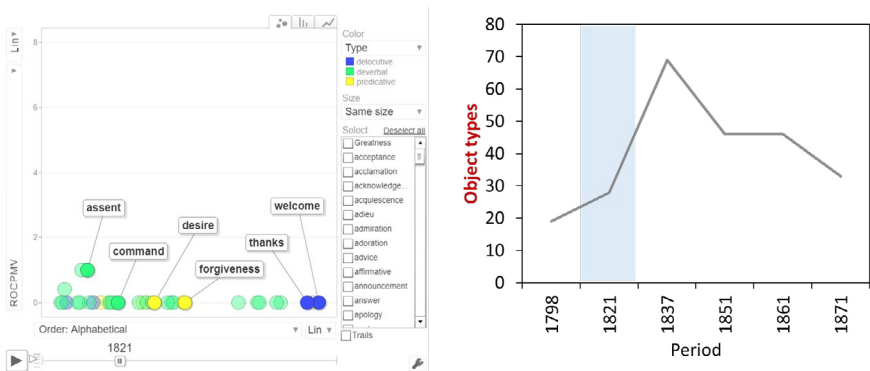 Lin
8
6
4
2
0
ROCPMV
assent
command
desire
forgiveness
thanks
welcome
Order: Alphabetical
Lin
1821
Color
Type
delocutive
deverbal
predicative
Size
Same size
Select Deselect all
Greatness
acceptance
acclamation
acknowledge...
acquiescence
adieu
admiration
adoration
advice
affirmative
announcement
answer
apology
Trails
Object types
80
70
60
50
40
30
20
10
0
1798
1821
1837
1851
1861
1871
Period